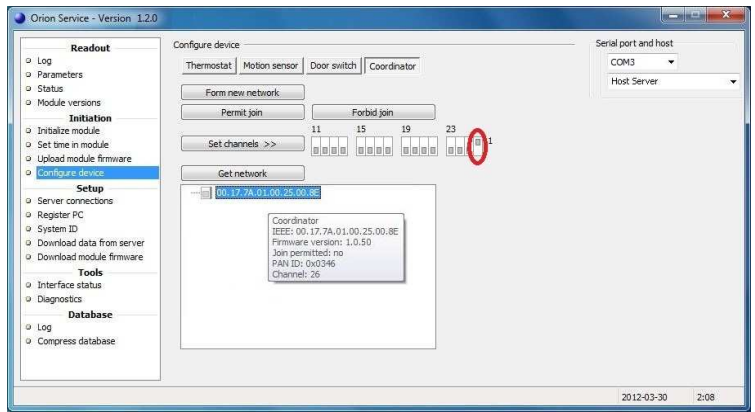 Orion Service - Version 1.2.0
Readout
Log
Parameters
Status
Module versions
Initiation
Initialize module
Set time in module
Upload module firmware
Configure device
Setup
Server connections
Register PC
System ID
Download data from server
Download module firmware
Tools
Interface status
Diagnostics
Database
Log
Compress database
Configure device
Thermostat Motion sensor Door switch Coordinator
Form new network
Permit join Forbid join
11 15 19 23
Set channels >> 1
Get network
00.17.7A.01.00.25.00.8E
Coordinator
IEEE: 00.17.7A.01.00.25.00.8E
Firmware version: 1.0.50
Join permitted: no
PAN ID: 0x0346
Channel: 26
Serial port and host
COM3
Host Server
2012-03-30 2:08